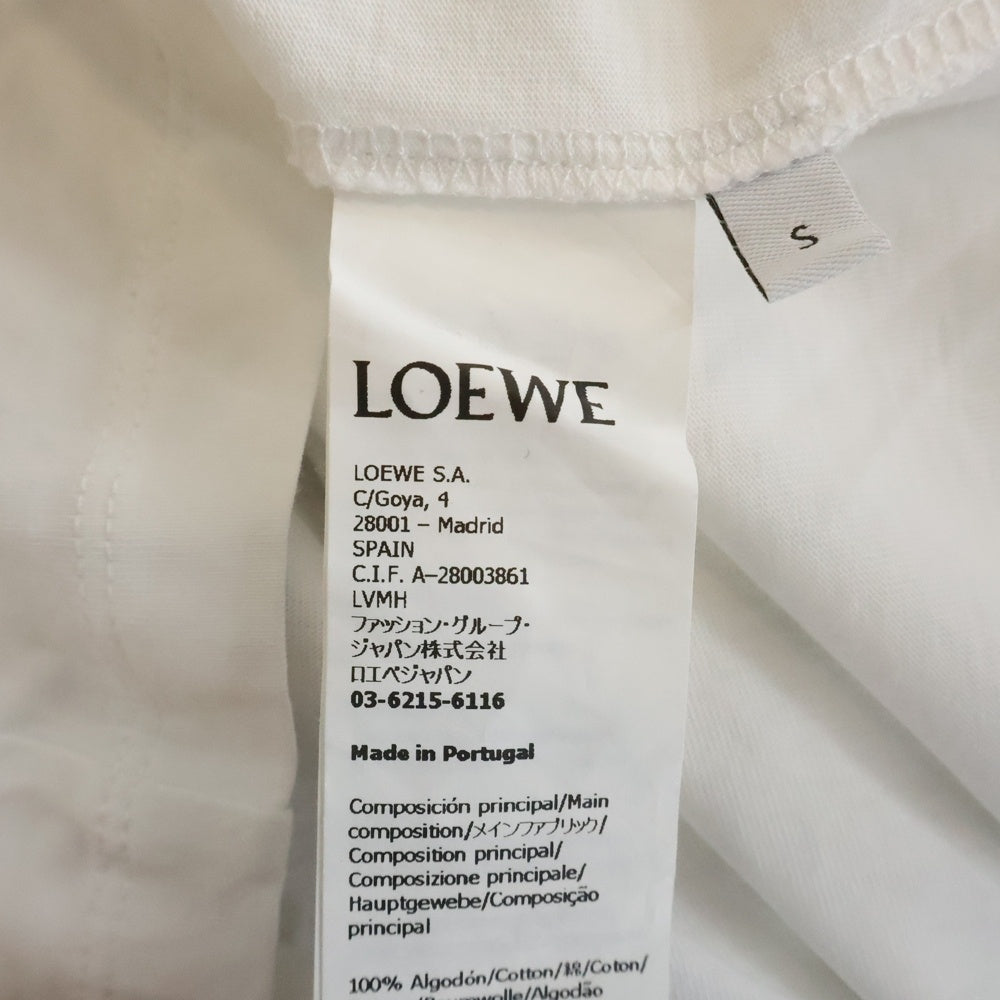 S
LOEWE
LOEWE S.A.
C/Goya, 4
28001 – Madrid
SPAIN
C.I.F. A–28003861
LVMH
ファッション・グループ・
ジャパン株式会社
ロエベジャパン
03-6215-6116
Made in Portugal
Composición principal/Main
composition/メインファブリック/
Composition principal/
Composizione principale/
Hauptgewebe/Composição
principal
100% Algodón/Cotton/綿/Coton/
/Algodão